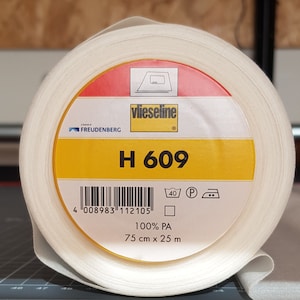 vlieseline
FREUDENBERG
H 609
40 P
4 008983 112105
100% PA
75 cm x 25 m